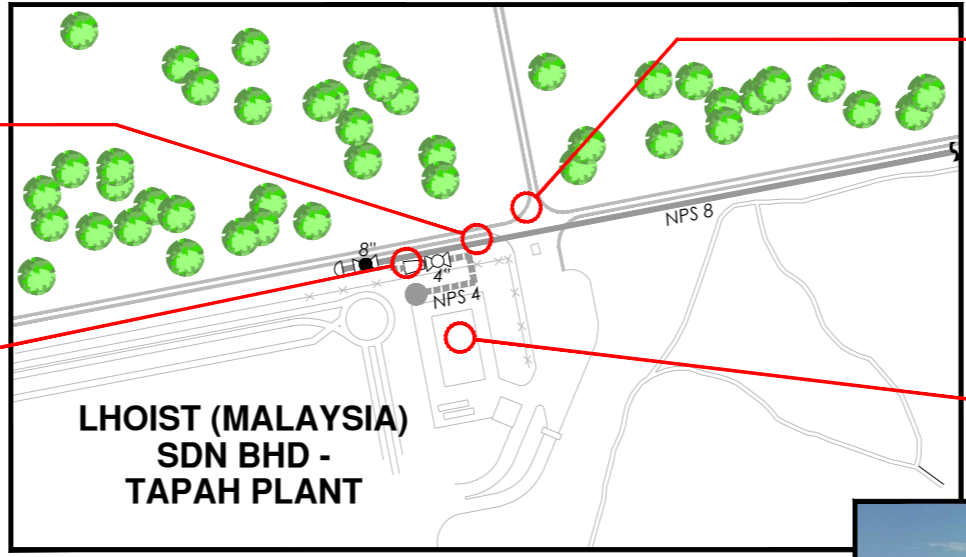 NPS 8
8"
4"
NPS 4
LHOIST (MALAYSIA)
SDN BHD -
TAPAH PLANT